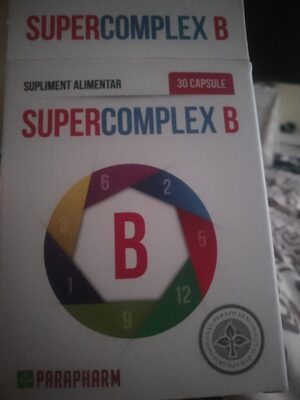 SUPERCOMPLEX B
SUPLIMENT ALIMENTAR
30 CAPSULE
SUPERCOMPLEX B
6
2
3
B
5
1
12
9
PARAPHARM